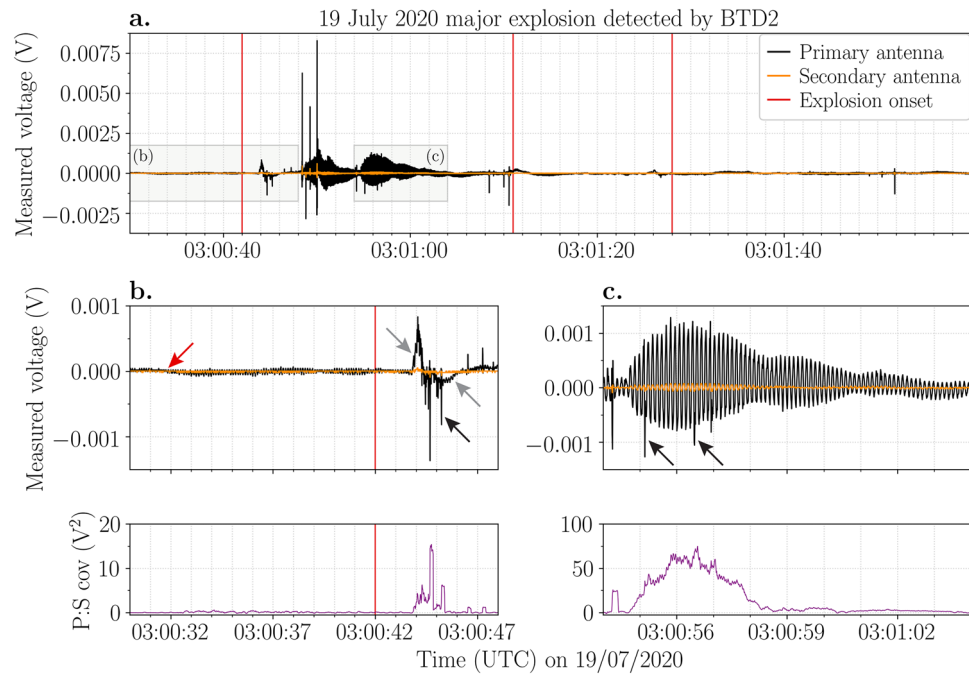 a.
19 July 2020 major explosion detected by BTD2
Measured voltage (V)
0.0075
0.0050
0.0025
0.0000
−0.0025
Primary antenna
Secondary antenna
Explosion onset
(b)
(c)
03:00:40
03:01:00
03:01:20
03:01:40
b.
Measured voltage (V)
0.001
0.000
−0.001
c.
0.001
0.000
−0.001
P:S cov (V²)
20
10
0
03:00:32
03:00:37
03:00:42
03:00:47
100
50
0
03:00:56
03:00:59
03:01:02
Time (UTC) on 19/07/2020